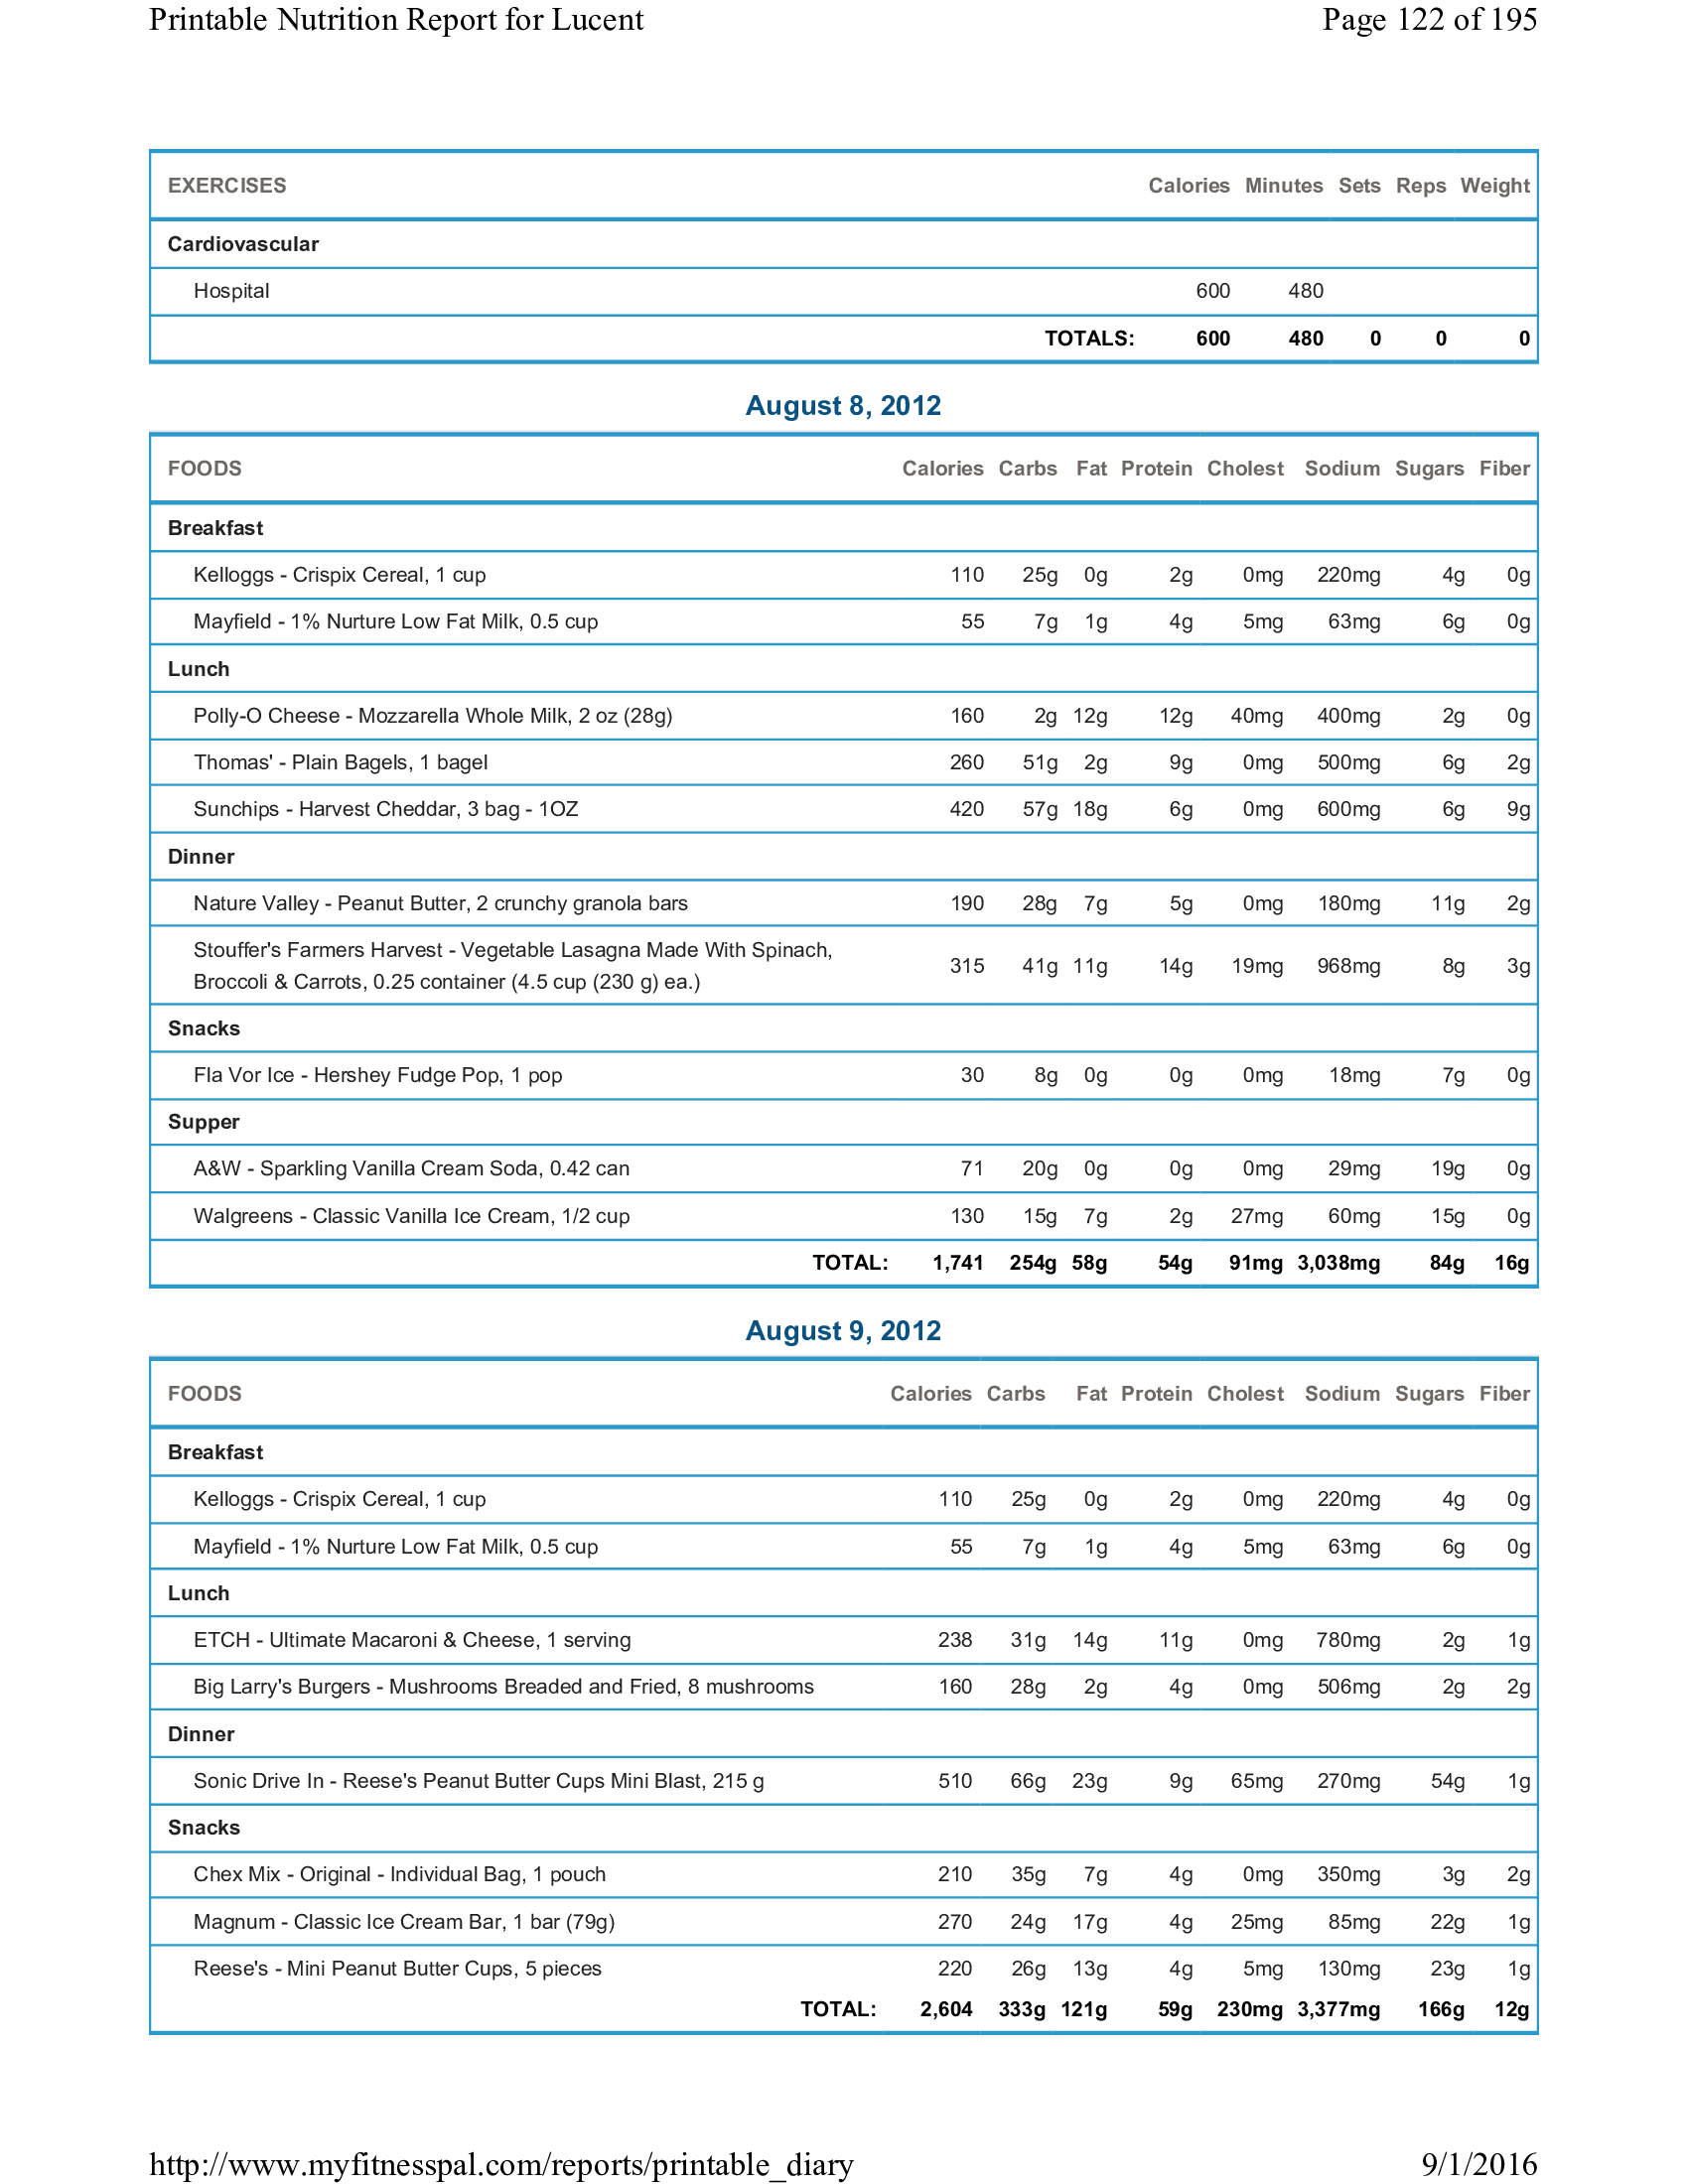 Printable Nutrition Report for Lucent Page 122 of 195
EXERCISES Calories Minutes Sets Reps Weight
Cardiovascular
Hospital 600 480
TOTALS: 600 480 0 0 0
August 8, 2012
FOODS Calories Carbs Fat Protein Cholest Sodium Sugars Fiber
Breakfast
Kelloggs - Crispix Cereal, 1 cup 110 25g 0g 2g 0mg 220mg 4g 0g
Mayfield - 1% Nurture Low Fat Milk, 0.5 cup 55 7g 1g 4g 5mg 63mg 6g 0g
Lunch
Polly-O Cheese - Mozzarella Whole Milk, 2 oz (28g) 160 2g 12g 12g 40mg 400mg 2g 0g
Thomas' - Plain Bagels, 1 bagel 260 51g 2g 9g 0mg 500mg 6g 2g
Sunchips - Harvest Cheddar, 3 bag - 1OZ 420 57g 18g 6g 0mg 600mg 6g 9g
Dinner
Nature Valley - Peanut Butter, 2 crunchy granola bars 190 28g 7g 5g 0mg 180mg 11g 2g
Stouffer's Farmers Harvest - Vegetable Lasagna Made With Spinach,
Broccoli & Carrots, 0.25 container (4.5 cup (230 g) ea.) 315 41g 11g 14g 19mg 968mg 8g 3g
Snacks
Fla Vor Ice - Hershey Fudge Pop, 1 pop 30 8g 0g 0g 0mg 18mg 7g 0g
Supper
A&W - Sparkling Vanilla Cream Soda, 0.42 can 71 20g 0g 0g 0mg 29mg 19g 0g
Walgreens - Classic Vanilla Ice Cream, 1/2 cup 130 15g 7g 2g 27mg 60mg 15g 0g
TOTAL: 1,741 254g 58g 54g 91mg 3,038mg 84g 16g
August 9, 2012
FOODS Calories Carbs Fat Protein Cholest Sodium Sugars Fiber
Breakfast
Kelloggs - Crispix Cereal, 1 cup 110 25g 0g 2g 0mg 220mg 4g 0g
Mayfield - 1% Nurture Low Fat Milk, 0.5 cup 55 7g 1g 4g 5mg 63mg 6g 0g
Lunch
ETCH - Ultimate Macaroni & Cheese, 1 serving 238 31g 14g 11g 0mg 780mg 2g 1g
Big Larry's Burgers - Mushrooms Breaded and Fried, 8 mushrooms 160 28g 2g 4g 0mg 506mg 2g 2g
Dinner
Sonic Drive In - Reese's Peanut Butter Cups Mini Blast, 215 g 510 66g 23g 9g 65mg 270mg 54g 1g
Snacks
Chex Mix - Original - Individual Bag, 1 pouch 210 35g 7g 4g 0mg 350mg 3g 2g
Magnum - Classic Ice Cream Bar, 1 bar (79g) 270 24g 17g 4g 25mg 85mg 22g 1g
Reese's - Mini Peanut Butter Cups, 5 pieces 220 26g 13g 4g 5mg 130mg 23g 1g
TOTAL: 2,604 333g 121g 59g 230mg 3,377mg 166g 12g
http://www.myfitnesspal.com/reports/printable_diary 9/1/2016